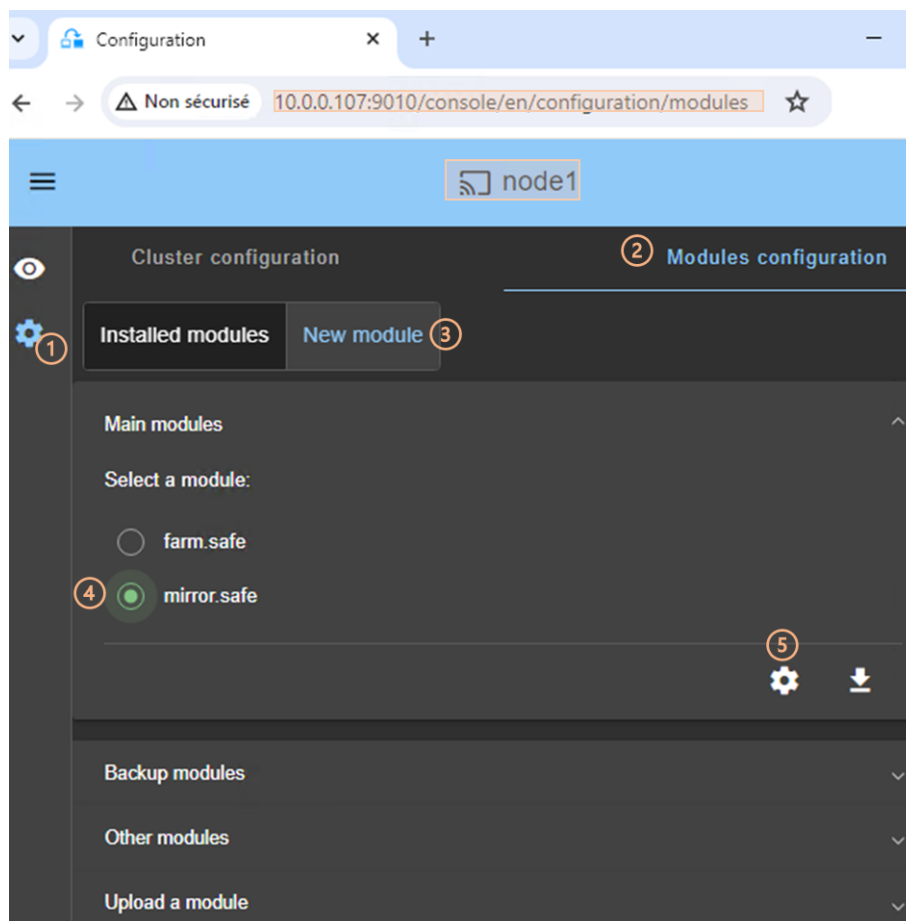 Configuration
Non sécurisé 10.0.0.107:9010/console/en/configuration/modules
node1
Cluster configuration 2 Modules configuration
1 Installed modules New module 3
Main modules
Select a module:
farm.safe
4 mirror.safe
5
Backup modules
Other modules
Upload a module